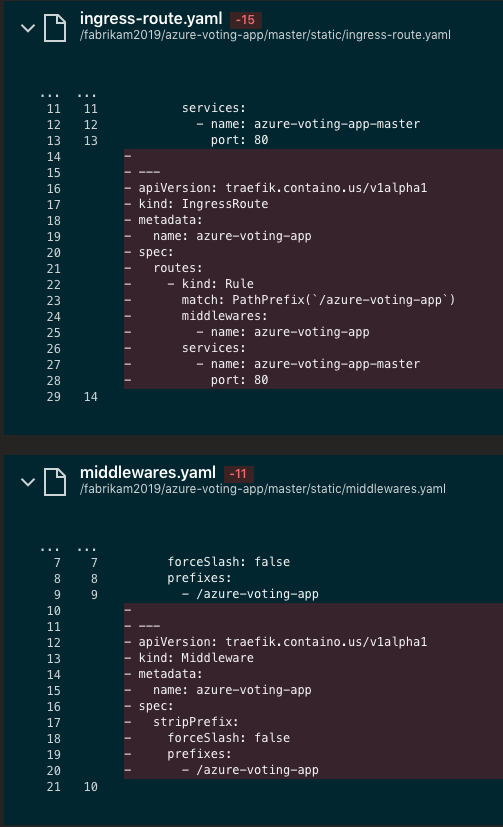 ingress-route.yaml -15
/fabrikam2019/azure-voting-app/master/static/ingress-route.yaml
... ...
11 11 services:
12 12 - name: azure-voting-app-master
13 13 port: 80
14 -
15 - ---
16 - apiVersion: traefik.containo.us/v1alpha1
17 - kind: IngressRoute
18 - metadata:
19 - name: azure-voting-app
20 - spec:
21 - routes:
22 - - kind: Rule
23 - match: PathPrefix(`/azure-voting-app`)
24 - middlewares:
25 - - name: azure-voting-app
26 - services:
27 - - name: azure-voting-app-master
28 - port: 80
29 14
middlewares.yaml -11
/fabrikam2019/azure-voting-app/master/static/middlewares.yaml
... ...
7 7 forceSlash: false
8 8 prefixes:
9 9 - /azure-voting-app
10 -
11 - ---
12 - apiVersion: traefik.containo.us/v1alpha1
13 - kind: Middleware
14 - metadata:
15 - name: azure-voting-app
16 - spec:
17 - stripPrefix:
18 - forceSlash: false
19 - prefixes:
20 - - /azure-voting-app
21 10